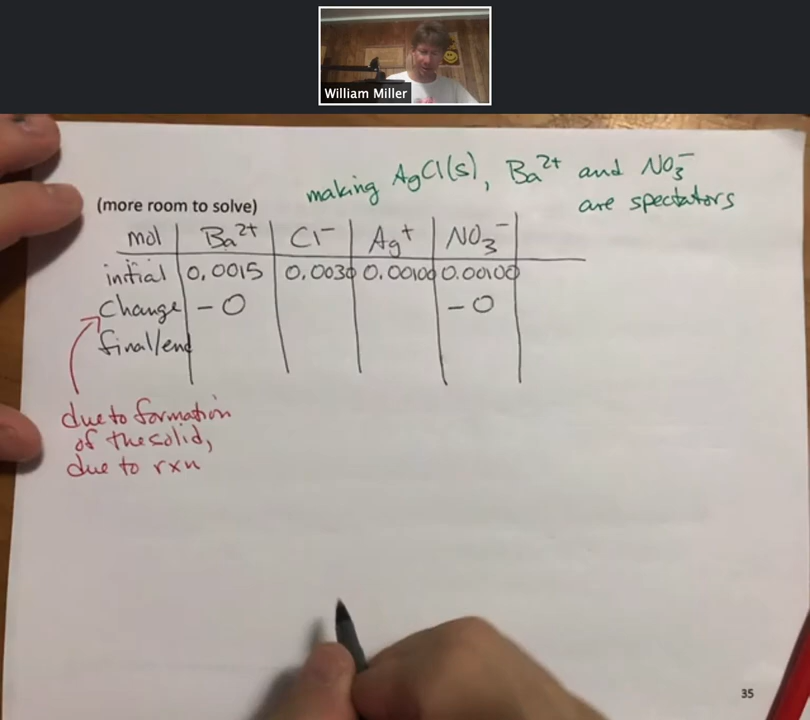 William Miller
making AgCl(s), Ba²⁺ and NO₃⁻
are spectators
(more room to solve)
mol Ba²⁺ Cl⁻ Ag⁺ NO₃⁻
initial 0.0015 0.0030 0.00100 0.00100
change - 0 - 0
final/end
due to formation
of the solid,
due to rxn
35